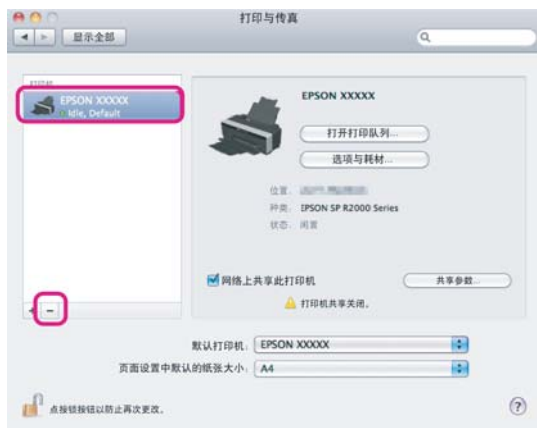 打印与传真
显示全部
打印机
EPSON XXXXX
Idle, Default
EPSON XXXXX
打开打印队列...
选项与耗材...
位置:
种类: EPSON SP R2000 Series
状态: 闲置
网络上共享此打印机
共享参数...
打印机共享关闭。
默认打印机: EPSON XXXXX
页面设置中默认的纸张大小: A4
点按锁按钮以防止再次更改。
?